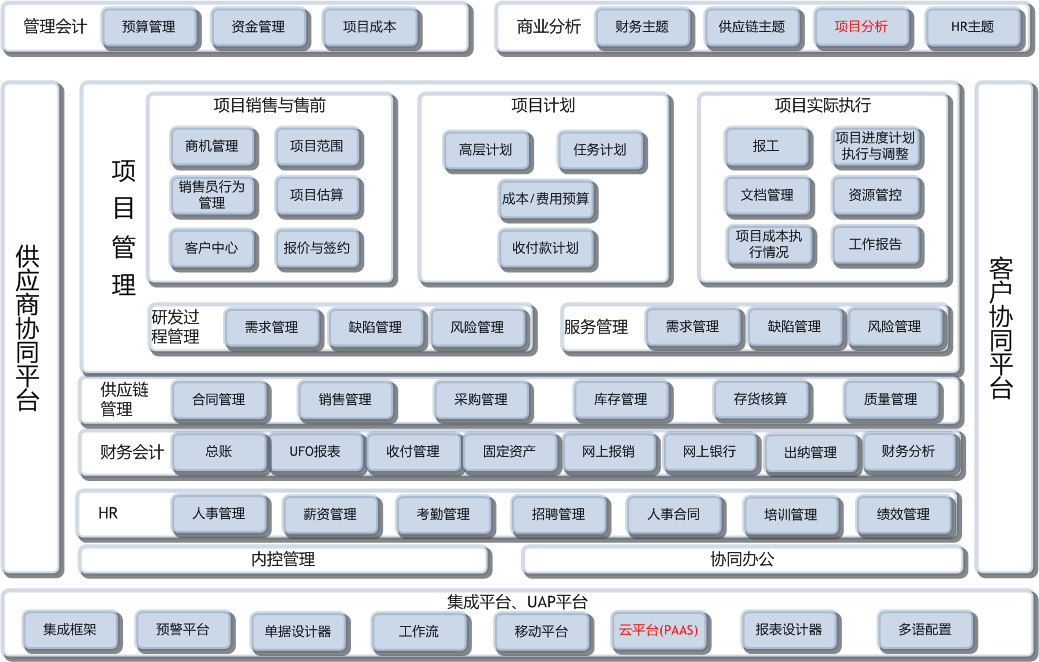 管理会计
预算管理
资金管理
项目成本
商业分析
财务主题
供应链主题
项目分析
HR主题
供应商协同平台
项目管理
项目销售与售前
商机管理
项目范围
销售员行为
管理
项目估算
客户中心
报价与签约
项目计划
高层计划
任务计划
成本/费用预算
收付款计划
项目实际执行
报工
项目进度计划
执行与调整
文档管理
资源管控
项目成本执
行情况
工作报告
研发过
程管理
需求管理
缺陷管理
风险管理
服务管理
需求管理
缺陷管理
风险管理
客户协同平台
供应链
管理
合同管理
销售管理
采购管理
库存管理
存货核算
质量管理
财务会计
总账
UFO报表
收付管理
固定资产
网上报销
网上银行
出纳管理
财务分析
HR
人事管理
薪资管理
考勤管理
招聘管理
人事合同
培训管理
绩效管理
内控管理
协同办公
集成平台、UAP平台
集成框架
预警平台
单据设计器
工作流
移动平台
云平台(PAAS)
报表设计器
多语配置